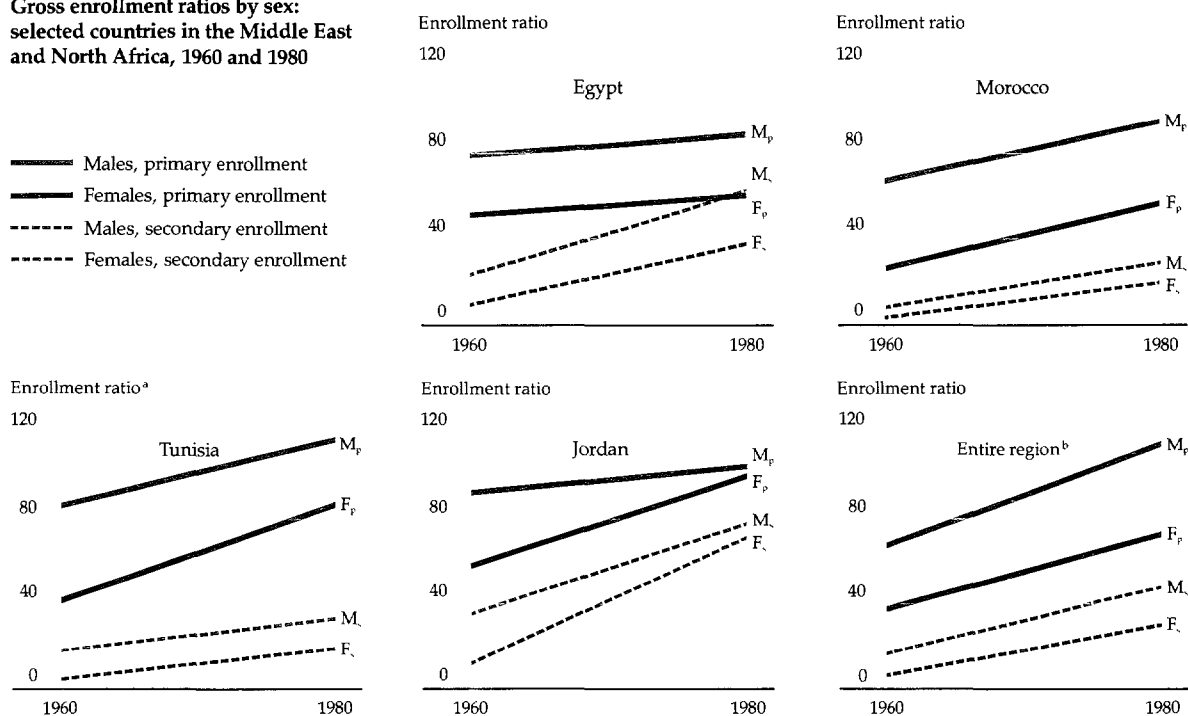 Gross enrollment ratios by sex:
selected countries in the Middle East
and North Africa, 1960 and 1980
Males, primary enrollment
Females, primary enrollment
Males, secondary enrollment
Females, secondary enrollment
Enrollment ratio
120
Egypt
80
40
0
Mp
Ms
Fp
Fs
1960
1980
Enrollment ratio
120
Morocco
80
40
0
Mp
Fp
Ms
Fs
1960
1980
Enrollment ratio a
120
Tunisia
80
40
0
Mp
Fp
Ms
Fs
1960
1980
Enrollment ratio
120
Jordan
80
40
0
Mp
Fp
Ms
Fs
1960
1980
Enrollment ratio
120
Entire region b
80
40
0
Mp
Fp
Ms
Fs
1960
1980